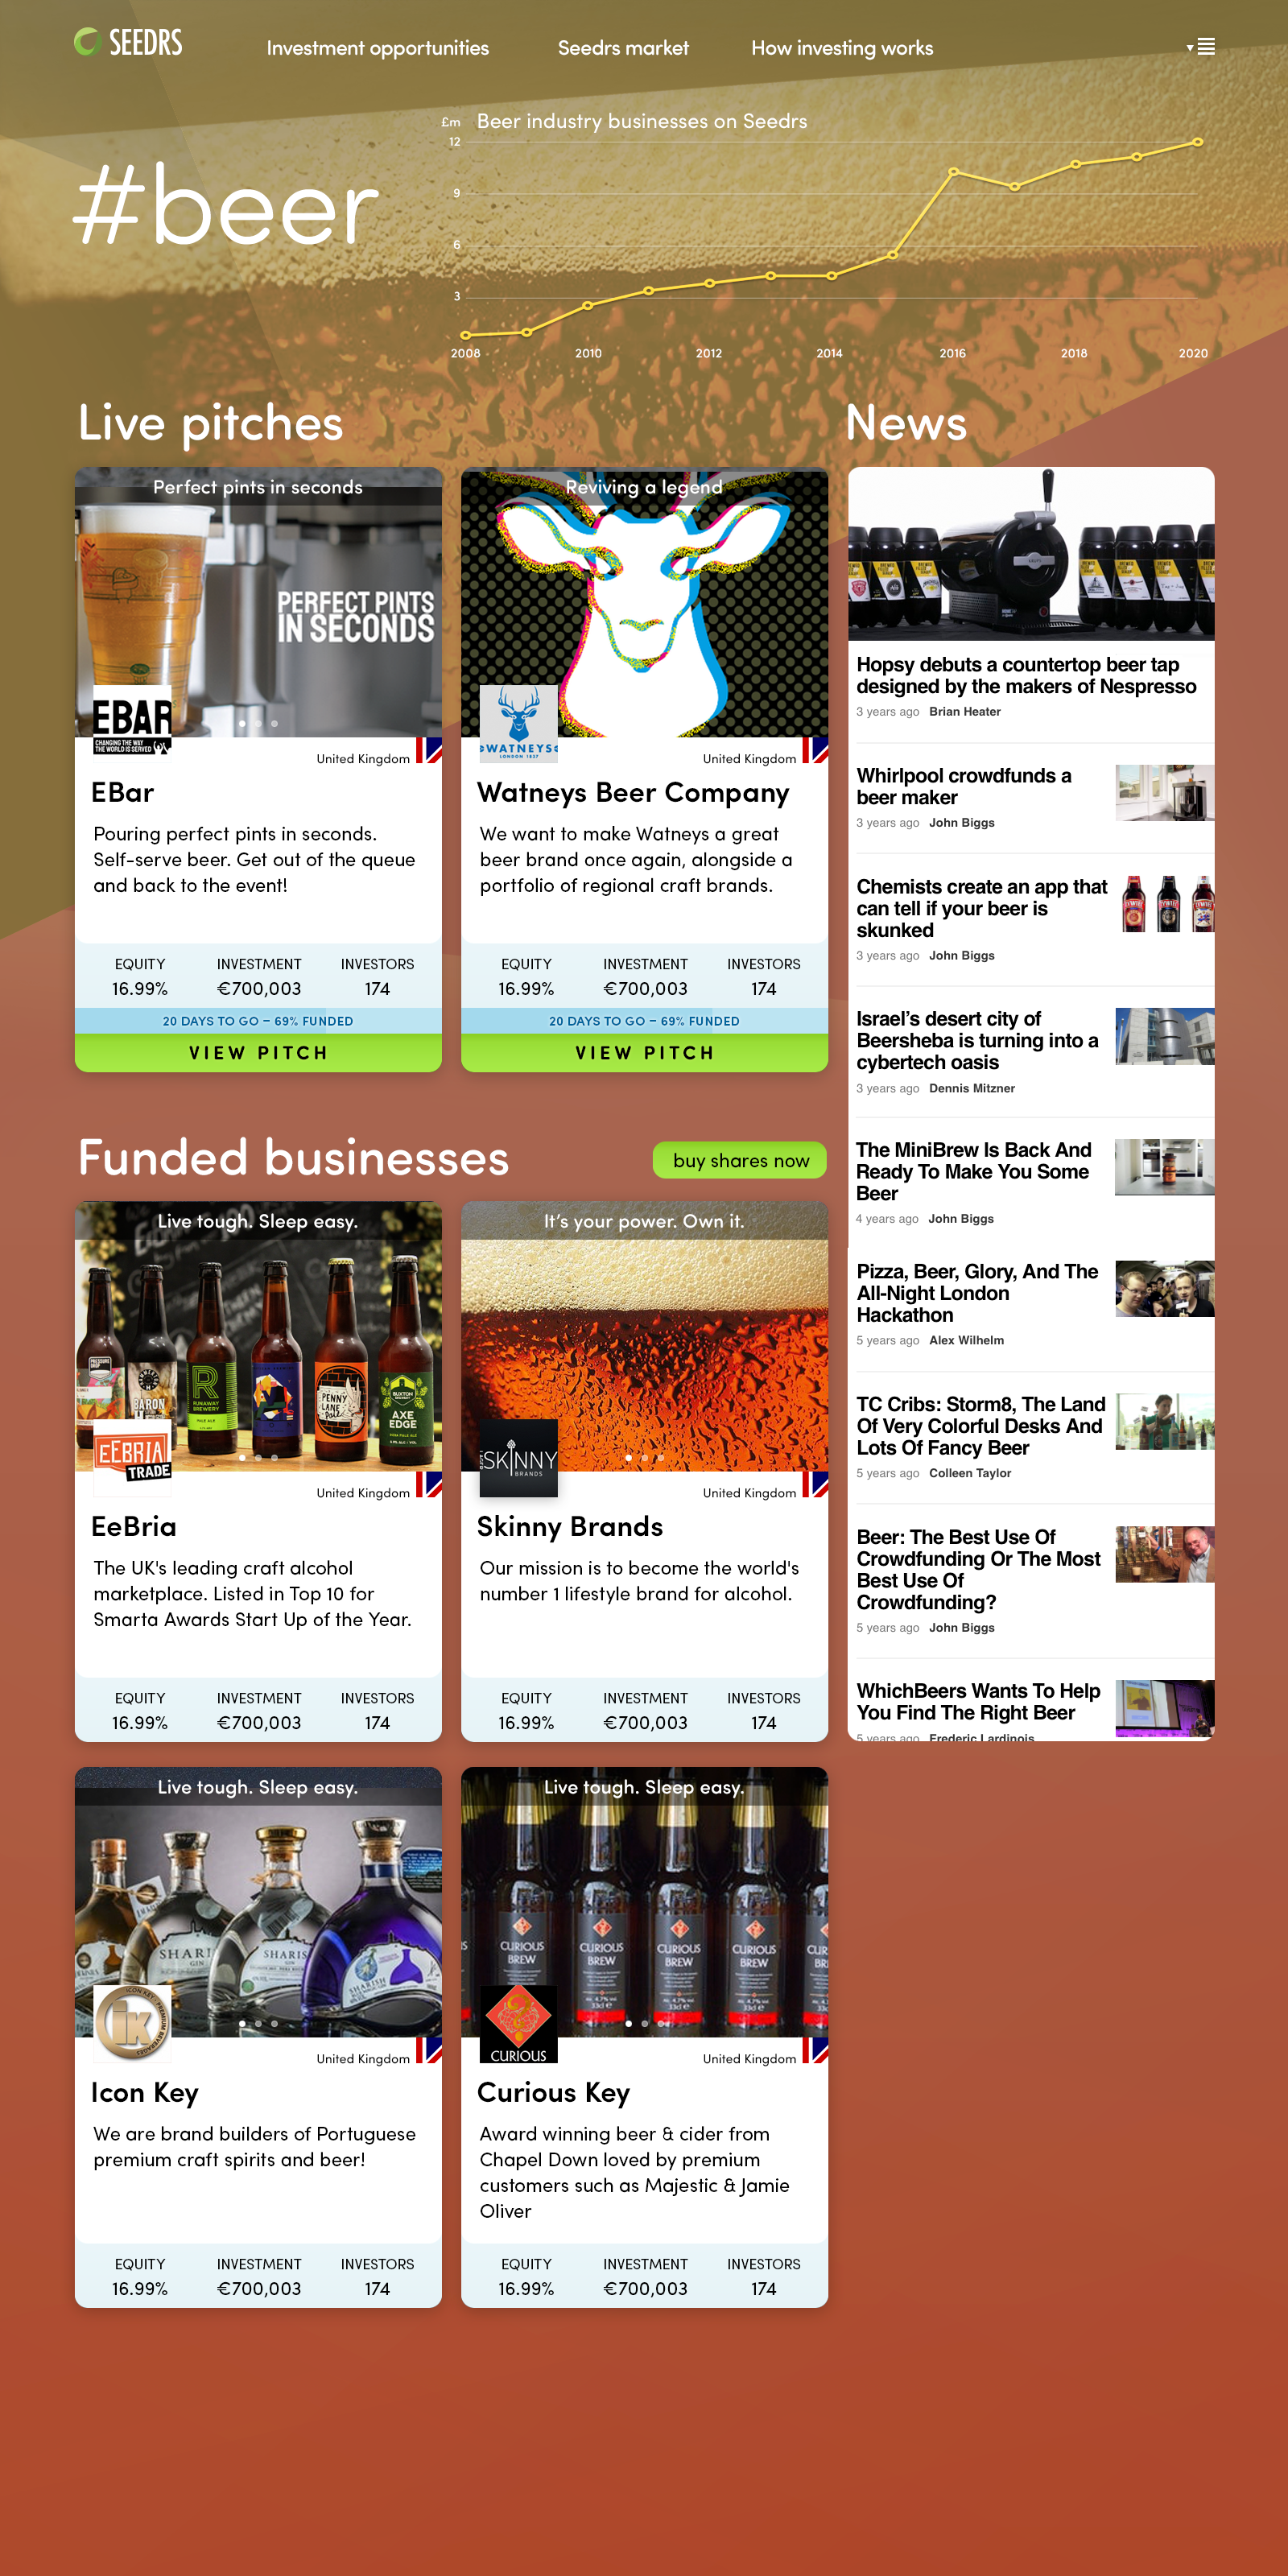 SEEDRS
Investment opportunities
Seedrs market
How investing works
£m
Beer industry businesses on Seedrs
12
9
6
3
2008
2010
2012
2014
2016
2018
2020
#beer
Live pitches
Perfect pints in seconds
PERFECT PINTS
IN SECONDS
EBAR
CHANGING THE WAY
THE WORLD IS SERVED
United Kingdom
EBar
Pouring perfect pints in seconds.
Self-serve beer. Get out of the queue
and back to the event!
EQUITY
INVESTMENT
INVESTORS
16.99%
€700,003
174
20 DAYS TO GO – 69% FUNDED
VIEW PITCH
Reviving a legend
WATNEYS
LONDON 1837
United Kingdom
Watneys Beer Company
We want to make Watneys a great
beer brand once again, alongside a
portfolio of regional craft brands.
EQUITY
INVESTMENT
INVESTORS
16.99%
€700,003
174
20 DAYS TO GO – 69% FUNDED
VIEW PITCH
News
Hopsy debuts a countertop beer tap
designed by the makers of Nespresso
3 years ago Brian Heater
Whirlpool crowdfunds a
beer maker
3 years ago John Biggs
Chemists create an app that
can tell if your beer is
skunked
3 years ago John Biggs
Israel’s desert city of
Beersheba is turning into a
cybertech oasis
3 years ago Dennis Mitzner
The MiniBrew Is Back And
Ready To Make You Some
Beer
4 years ago John Biggs
Pizza, Beer, Glory, And The
All-Night London
Hackathon
5 years ago Alex Wilhelm
TC Cribs: Storm8, The Land
Of Very Colorful Desks And
Lots Of Fancy Beer
5 years ago Colleen Taylor
Beer: The Best Use Of
Crowdfunding Or The Most
Best Use Of
Crowdfunding?
5 years ago John Biggs
WhichBeers Wants To Help
You Find The Right Beer
5 years ago Frederic Lardinois
Funded businesses
buy shares now
Live tough. Sleep easy.
PRESSURE
DROP
BARON
R
RUNAWAY
BREWERY
PALE ALE
PENNY
LANE
BUXTON
AXE
EDGE
EEBRIA
TRADE
United Kingdom
EeBria
The UK's leading craft alcohol
marketplace. Listed in Top 10 for
Smarta Awards Start Up of the Year.
EQUITY
INVESTMENT
INVESTORS
16.99%
€700,003
174
It’s your power. Own it.
SKINNY
BRANDS
United Kingdom
Skinny Brands
Our mission is to become the world's
number 1 lifestyle brand for alcohol.
EQUITY
INVESTMENT
INVESTORS
16.99%
€700,003
174
Live tough. Sleep easy.
SHARI
GIN
SHARIS
GIN
SHARISH
ik
ICON KEY
PREMIUM BEVERAGES
United Kingdom
Icon Key
We are brand builders of Portuguese
premium craft spirits and beer!
EQUITY
INVESTMENT
INVESTORS
16.99%
€700,003
174
Live tough. Sleep easy.
CURIOUS
BREW
CURIOUS
BREW
CURIOUS
BREW
CURIOUS
BREW
CURIOUS
United Kingdom
Curious Key
Award winning beer & cider from
Chapel Down loved by premium
customers such as Majestic & Jamie
Oliver
EQUITY
INVESTMENT
INVESTORS
16.99%
€700,003
174